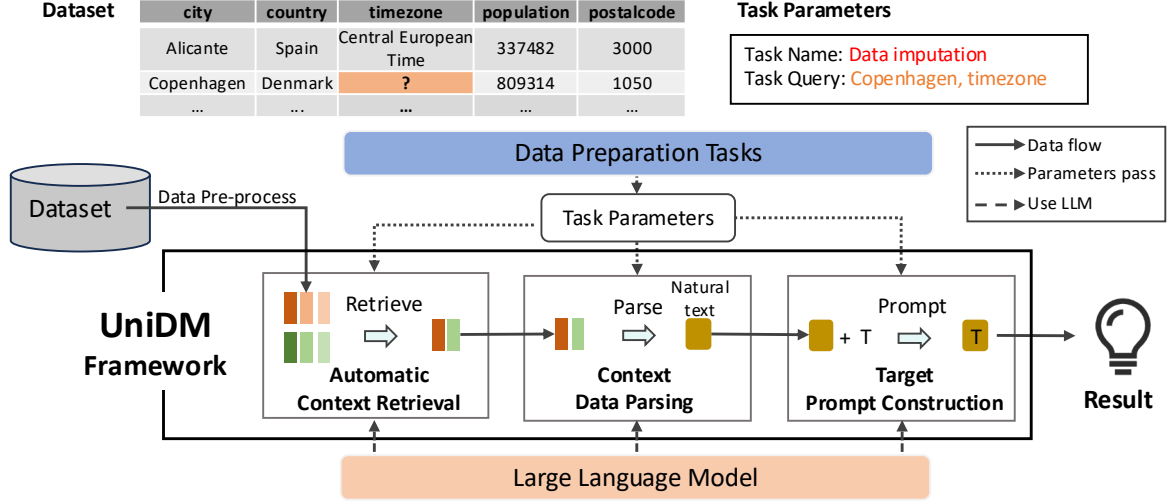 Dataset
city country timezone population postalcode
Alicante Spain Central European Time 337482 3000
Copenhagen Denmark ? 809314 1050
... ... ... ... ...
Task Parameters
Task Name: Data imputation
Task Query: Copenhagen, timezone
Data Preparation Tasks
Data flow
Parameters pass
Use LLM
Dataset
Data Pre-process
Task Parameters
UniDM
Framework
Retrieve
Automatic
Context Retrieval
Parse
Natural
text
Context
Data Parsing
+ T
Prompt
T
Target
Prompt Construction
Result
Large Language Model